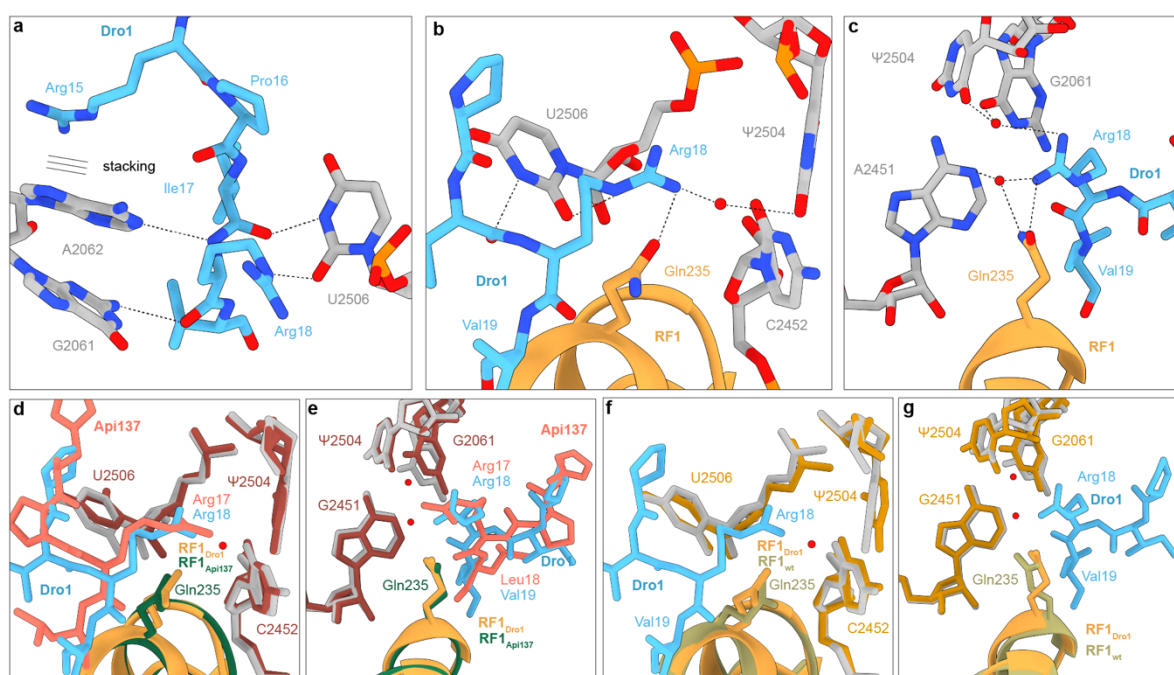 a
Dro1
Arg15
Pro16
stacking
Ile17
A2062
G2061
Arg18
U2506
b
U2506
Arg18
Ψ2504
Dro1
Gln235
Val19
RF1
C2452
c
Ψ2504
G2061
Arg18
A2451
Dro1
Gln235
Val19
RF1
d
Api137
U2506
Ψ2504
Arg17
Arg18
RF1Dro1
RF1Api137
Dro1
Gln235
C2452
e
Ψ2504
G2061
Api137
Arg17
Arg18
G2451
Dro1
Leu18
Val19
Gln235
RF1Dro1
RF1Api137
f
U2506
Ψ2504
Arg18
RF1Dro1
RF1wt
Dro1
Gln235
Val19
C2452
g
Ψ2504
G2061
Arg18
Dro1
G2451
Gln235
Val19
RF1Dro1
RF1wt